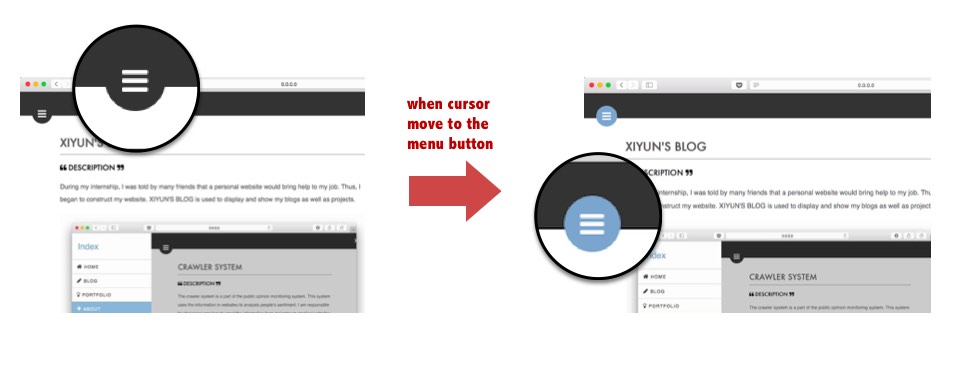 0.0.0.0
XIYUN'S
❝ DESCRIPTION ❞
During my internship, I was told by many friends that a personal website would bring help to my job. Thus, I
began to construct my website. XIYUN'S BLOG is used to display and show my blogs as well as projects.
Index
HOME
BLOG
PORTFOLIO
ABOUT
CRAWLER SYSTEM
❝ DESCRIPTION ❞
The crawler system is a part of the public opinion monitoring system. This system
uses the information in websites to analysis people's sentiment. I am responsible
when cursor
move to the
menu button
0.0.0.0
XIYUN'S BLOG
SCRIPTION ❞
internship, I was told by many friends that a personal website would bring help to my job. Thu
nstruct my website. XIYUN'S BLOG is used to display and show my blogs as well as project
dex
HOME
BLOG
PORTFOLIO
CRAWLER SYSTEM
❝ DESCRIPTION ❞
The crawler system is a part of the public opinion monitoring system. This system